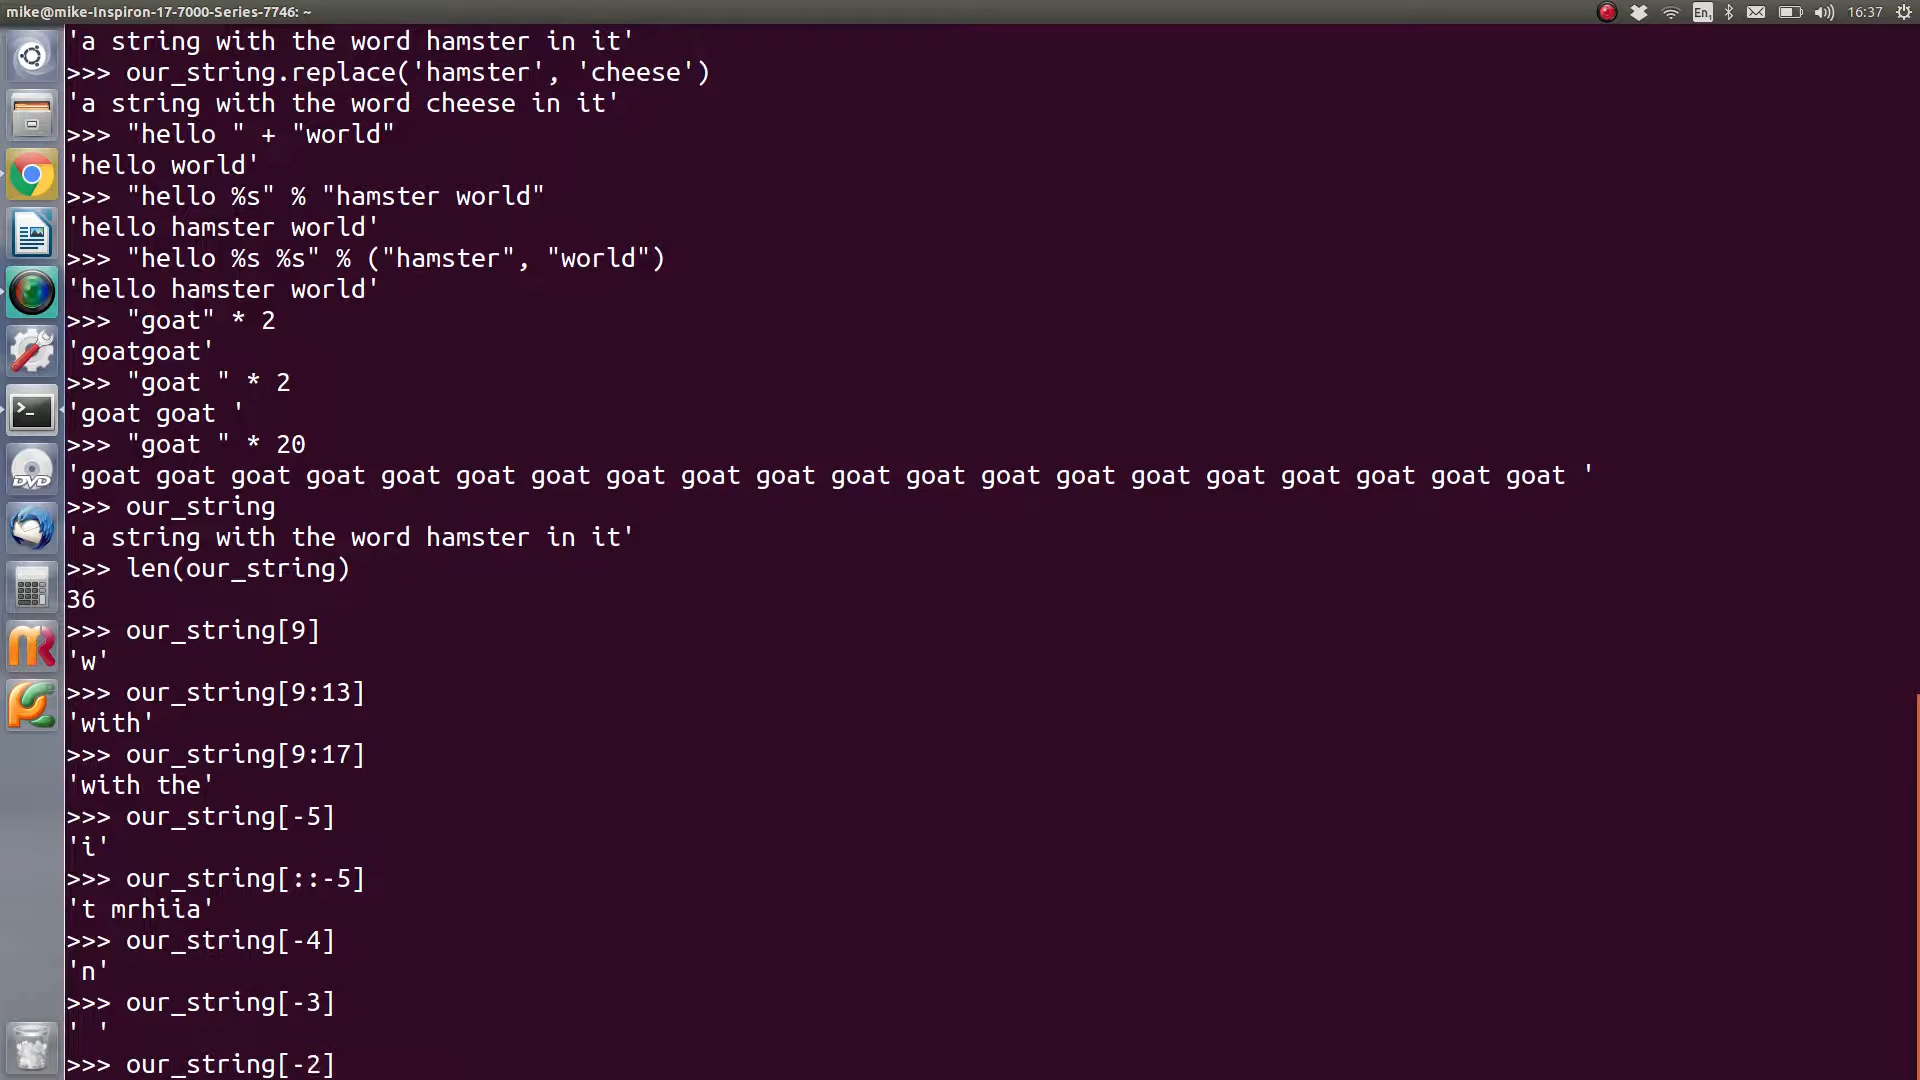 mike@mike-Inspiron-17-7000-Series-7746: ~
En1
16:37
'a string with the word hamster in it'
>>> our_string.replace('hamster', 'cheese')
'a string with the word cheese in it'
>>> "hello " + "world"
'hello world'
>>> "hello %s" % "hamster world"
'hello hamster world'
>>> "hello %s %s" % ("hamster", "world")
'hello hamster world'
>>> "goat" * 2
'goatgoat'
>>> "goat " * 2
'goat goat '
>>> "goat " * 20
'goat goat goat goat goat goat goat goat goat goat goat goat goat goat goat goat goat goat goat goat '
>>> our_string
'a string with the word hamster in it'
>>> len(our_string)
36
>>> our_string[9]
'w'
>>> our_string[9:13]
'with'
>>> our_string[9:17]
'with the'
>>> our_string[-5]
'i'
>>> our_string[::-5]
't mrhiia'
>>> our_string[-4]
'n'
>>> our_string[-3]
' '
>>> our_string[-2]
DVD